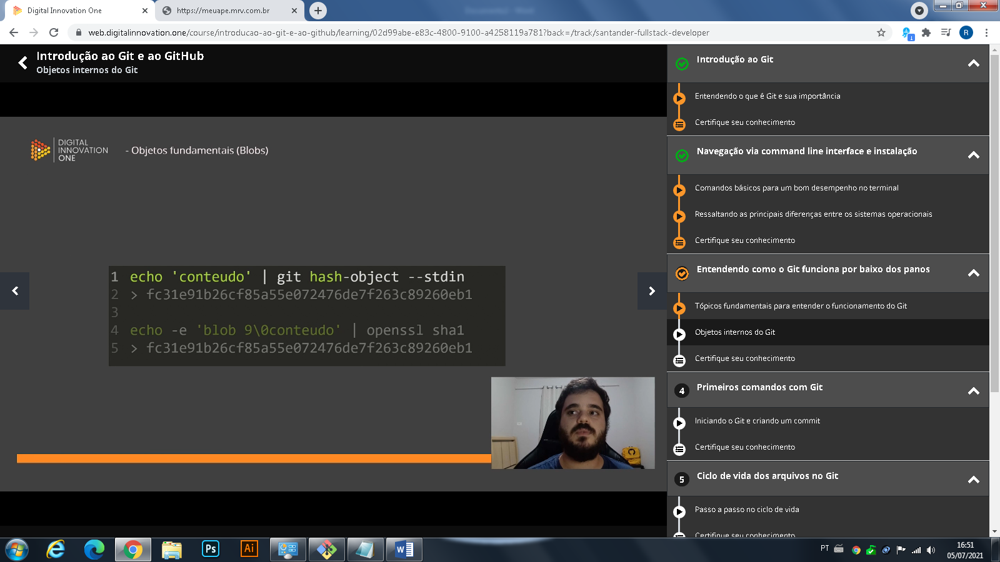 Digital Innovation One
https://meuape.mrv.com.br
web.digitalinnovation.one/course/introducao-ao-git-e-ao-github/learning/02d99abe-e83c-4800-9100-a4258119a781?back=/track/santander-fullstack-developer
1
R
Introdução ao Git e ao GitHub
Objetos internos do Git
DIGITAL
INNOVATION
ONE
- Objetos fundamentais (Blobs)
1 echo 'conteudo' | git hash-object --stdin
2 > fc31e91b26cf85a55e072476de7f263c89260eb1
3
4 echo -e 'blob 9\0conteudo' | openssl sha1
5 > fc31e91b26cf85a55e072476de7f263c89260eb1
Introdução ao Git
Entendendo o que é Git e sua importância
Certifique seu conhecimento
Navegação via command line interface e instalação
Comandos básicos para um bom desempenho no terminal
Ressaltando as principais diferenças entre os sistemas operacionais
Certifique seu conhecimento
Entendendo como o Git funciona por baixo dos panos
Tópicos fundamentais para entender o funcionamento do Git
Objetos internos do Git
Certifique seu conhecimento
4 Primeiros comandos com Git
Iniciando o Git e criando um commit
Certifique seu conhecimento
5 Ciclo de vida dos arquivos no Git
Passo a passo no ciclo de vida
Certifique seu conhecimento
Ps
Ai
W
PT
16:51
05/07/2021